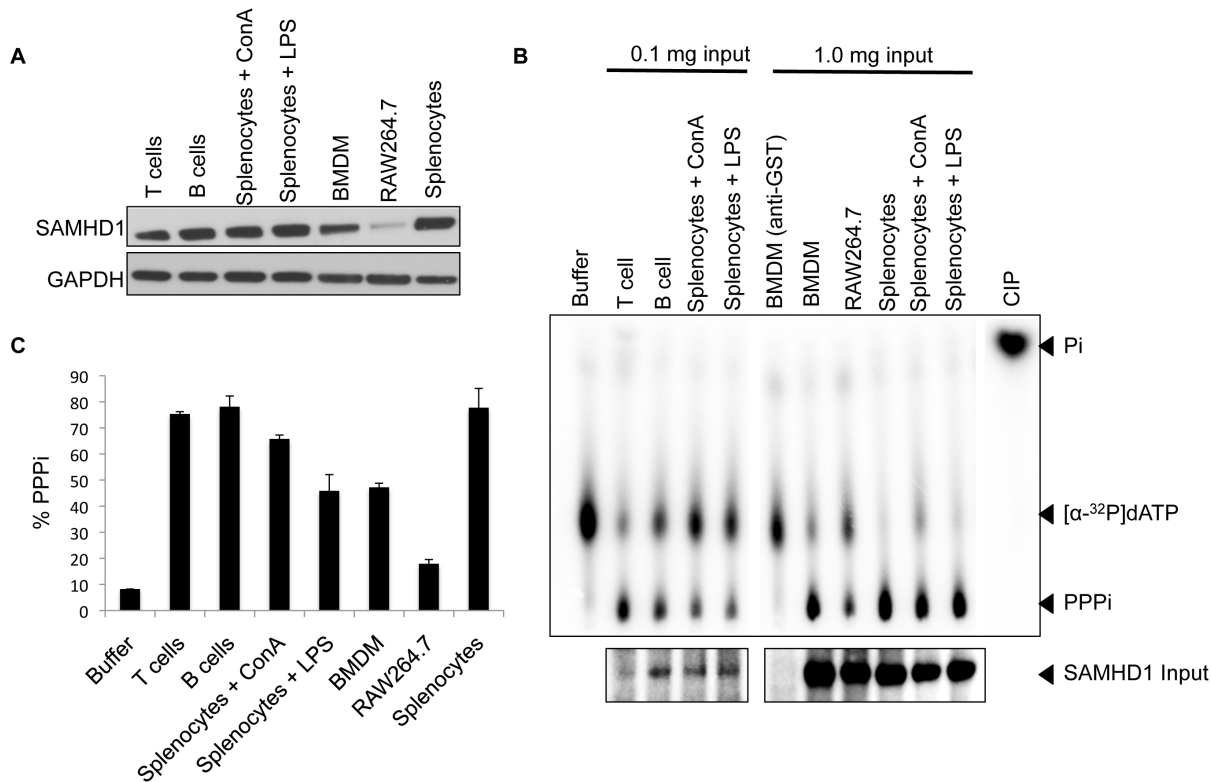 A
T cells
B cells
Splenocytes + ConA
Splenocytes + LPS
BMDM
RAW264.7
Splenocytes
SAMHD1
GAPDH
B
0.1 mg input
1.0 mg input
Buffer
T cell
B cell
Splenocytes + ConA
Splenocytes + LPS
BMDM (anti-GST)
BMDM
RAW264.7
Splenocytes
Splenocytes + ConA
Splenocytes + LPS
CIP
Pi
[α-³²P]dATP
PPPi
SAMHD1 Input
C
90
80
70
60
50
40
30
20
10
0
% PPPi
Buffer
T cells
B cells
Splenocytes + ConA
Splenocytes + LPS
BMDM
RAW264.7
Splenocytes